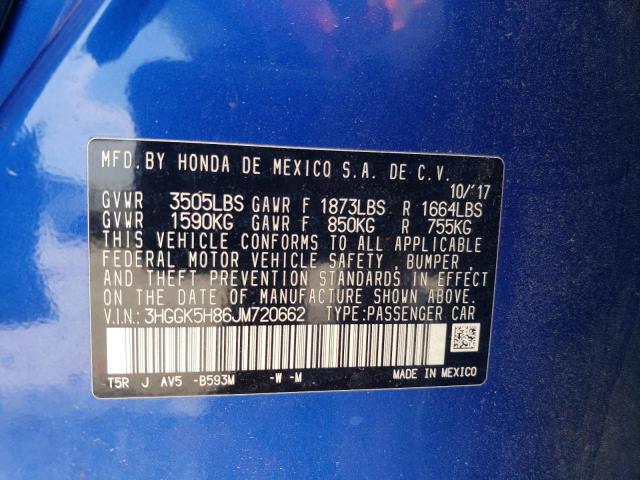 MFD. BY HONDA DE MEXICO S.A. DE C.V.
10/'17
GVWR 3505LBS GAWR F 1873LBS R 1664LBS
GVWR 1590KG GAWR F 850KG R 755KG
THIS VEHICLE CONFORMS TO ALL APPLICABLE
FEDERAL MOTOR VEHICLE SAFETY , BUMPER ,
AND THEFT PREVENTION STANDARDS IN EFFECT
ON THE DATE OF MANUFACTURE SHOWN ABOVE.
V.I.N.: 3HGGK5H86JM720662 TYPE:PASSENGER CAR
T5R J AV5 -B593M -W -M MADE IN MEXICO